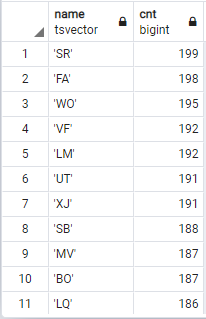 name cnt
tsvector bigint
1 'SR' 199
2 'FA' 198
3 'WO' 195
4 'VF' 192
5 'LM' 192
6 'UT' 191
7 'XJ' 191
8 'SB' 188
9 'MV' 187
10 'BO' 187
11 'LQ' 186